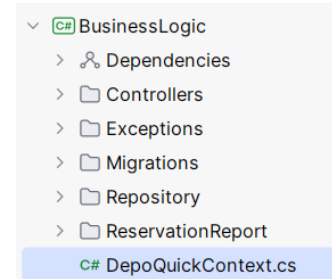 C# BusinessLogic
Dependencies
Controllers
Exceptions
Migrations
Repository
ReservationReport
C# DepoQuickContext.cs